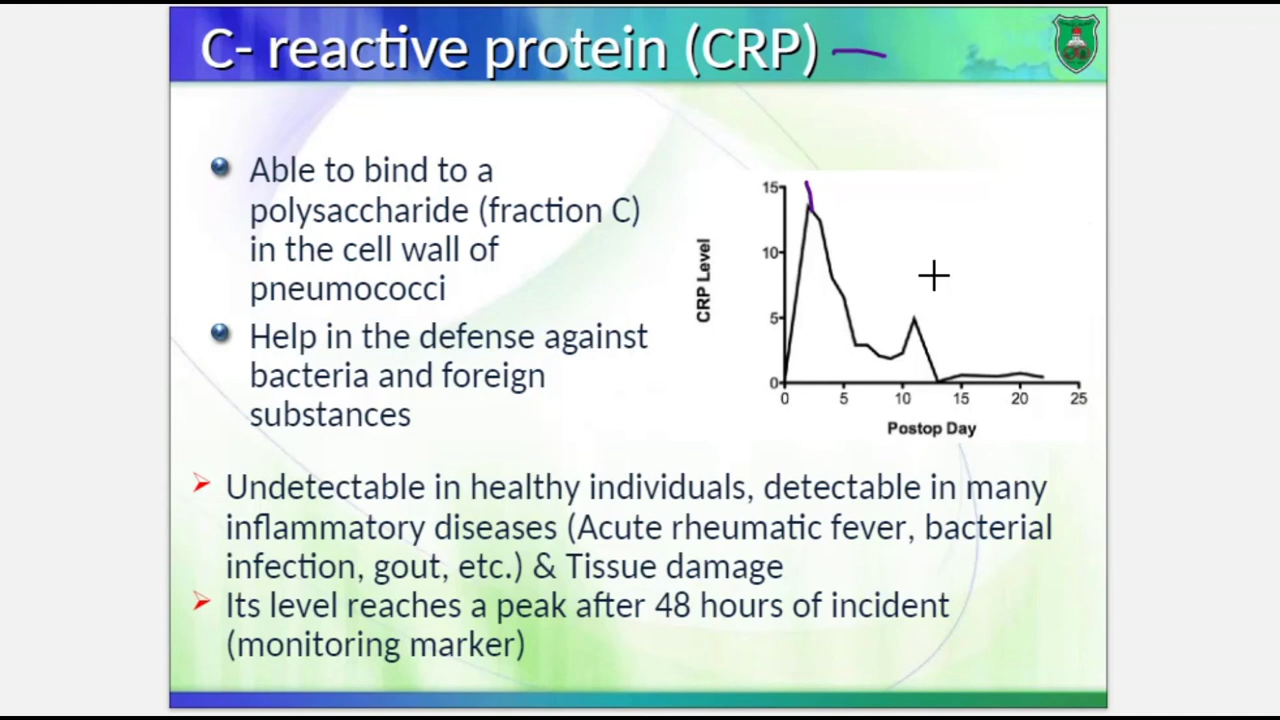 C- reactive protein (CRP)
Able to bind to a
polysaccharide (fraction C)
in the cell wall of
pneumococci
Help in the defense against
bacteria and foreign
substances
CRP Level
15
10
5
0
0 5 10 15 20 25
Postop Day
Undetectable in healthy individuals, detectable in many
inflammatory diseases (Acute rheumatic fever, bacterial
infection, gout, etc.) & Tissue damage
Its level reaches a peak after 48 hours of incident
(monitoring marker)